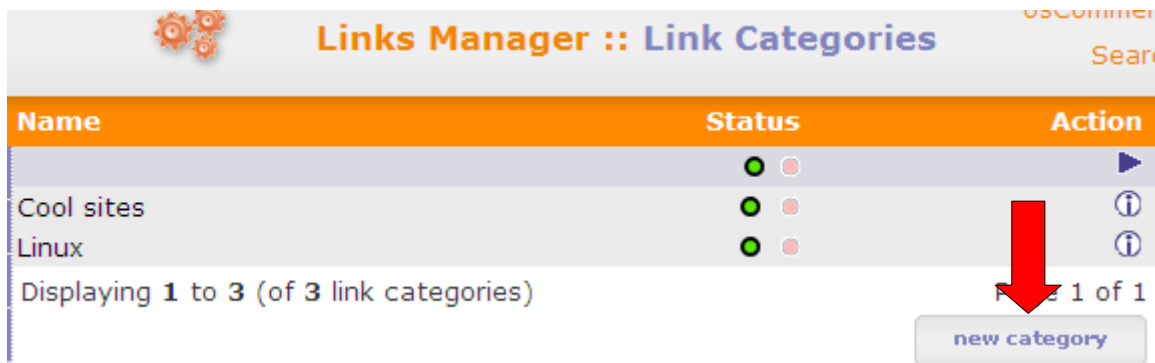 Links Manager :: Link Categories
Name Status Action
Cool sites
Linux
Displaying 1 to 3 (of 3 link categories) 1 of 1
new category